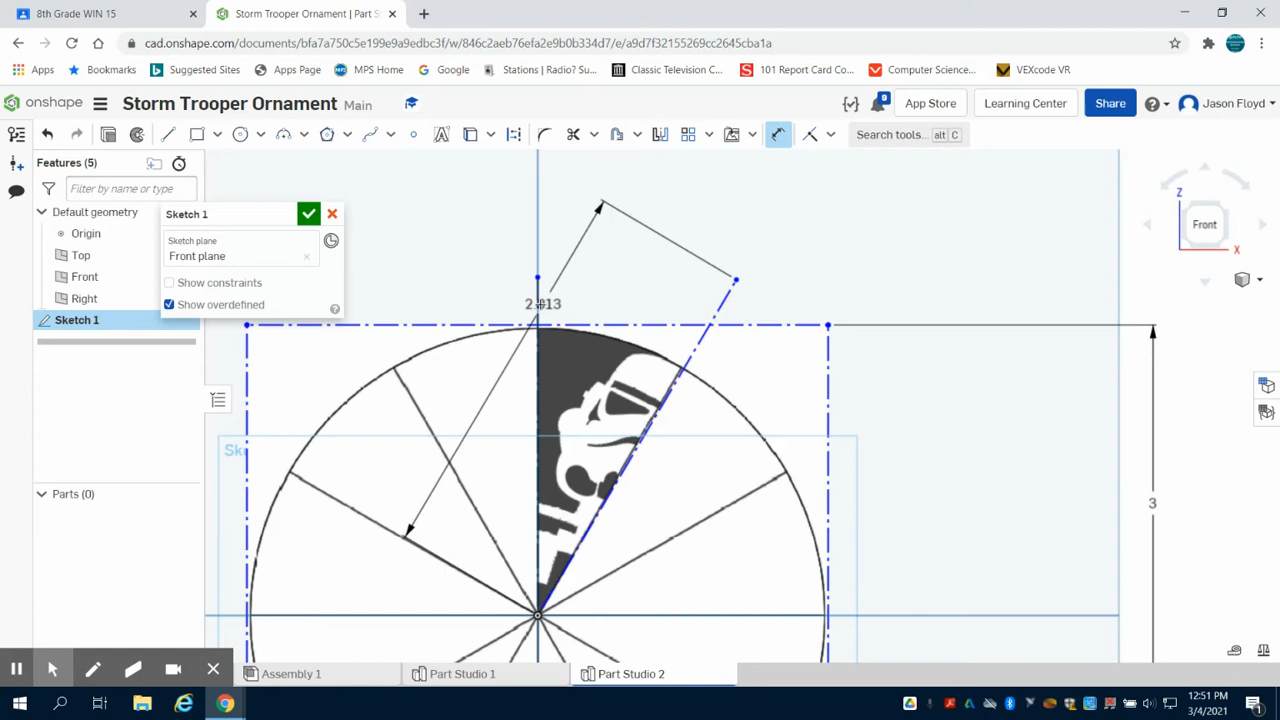 8th Grade WIN 15
Storm Trooper Ornament | Part S
cad.onshape.com/documents/bfa7a750c5e199e9a9edbc3f/w/846c2aeb76efa2e9b0b334d7/e/a9d7f32155269cc2645cba1a
Apps
Bookmarks
Suggested Sites
Apps Page
MPS Home
Google
Stations | Radio? Su...
Classic Television C...
101 Report Card Co...
Computer Science...
VEXcode VR
onshape
Storm Trooper Ornament Main
App Store
Learning Center
Share
Jason Floyd
Search tools... alt C
Features (5)
Filter by name or type
Default geometry
Origin
Top
Front
Right
Sketch 1
Sketch 1
Sketch plane
Front plane
Show constraints
Show overdefined
Z
Front
X
3
Parts (0)
Assembly 1
Part Studio 1
Part Studio 2
12:51 PM
3/4/2021